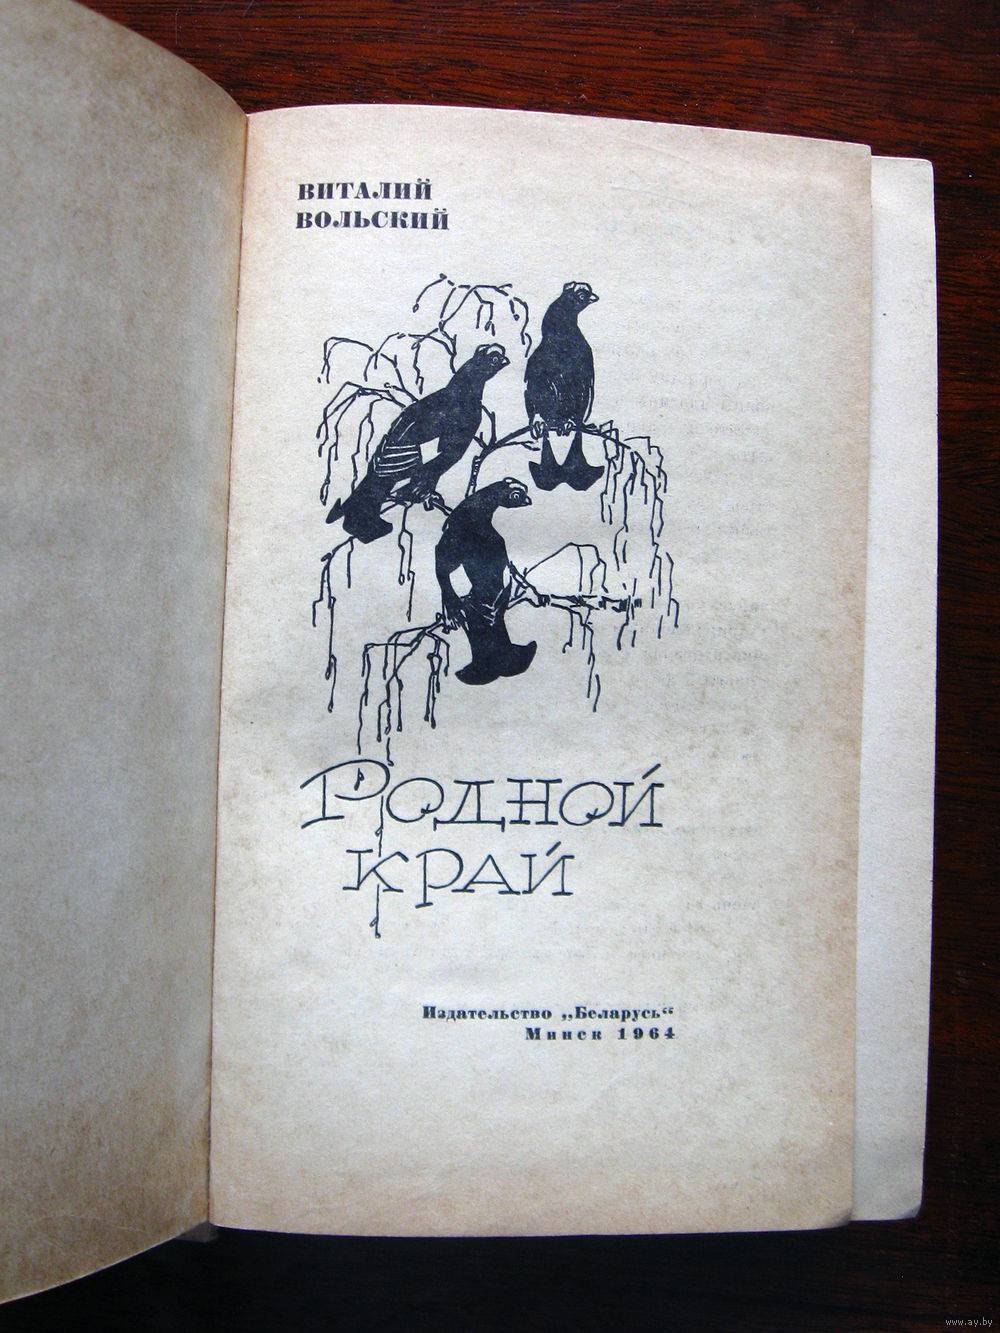 ВИТАЛИЙ
ВОЛЬСКИЙ
РОДНОЙ
КРАЙ
Издательство „Беларусь“
Минск 1964
www.ay.by